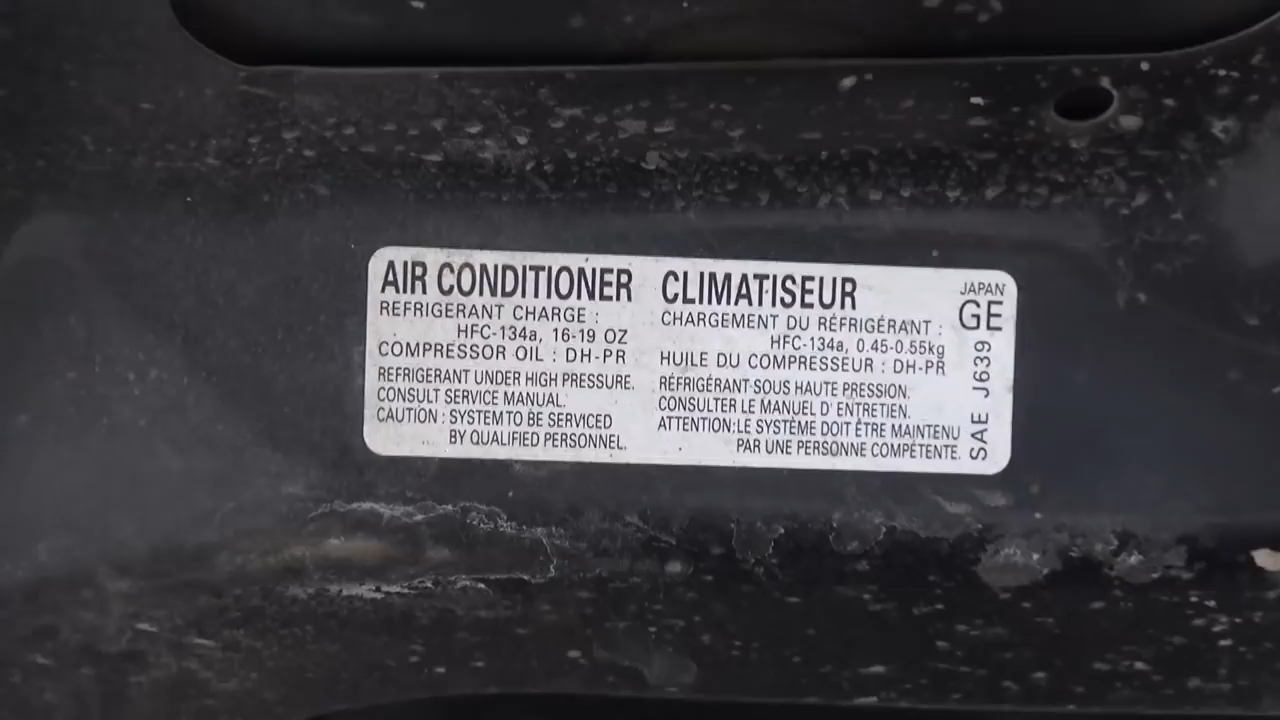 AIR CONDITIONER
REFRIGERANT CHARGE :
HFC-134a, 16-19 OZ
COMPRESSOR OIL : DH-PR
REFRIGERANT UNDER HIGH PRESSURE.
CONSULT SERVICE MANUAL.
CAUTION : SYSTEM TO BE SERVICED
BY QUALIFIED PERSONNEL.
CLIMATISEUR
CHARGEMENT DU RÉFRIGÉRANT :
HFC-134a, 0.45-0.55kg
HUILE DU COMPRESSEUR : DH-PR
RÉFRIGÉRANT SOUS HAUTE PRESSION.
CONSULTER LE MANUEL D' ENTRETIEN.
ATTENTION:LE SYSTÈME DOIT ÊTRE MAINTENU
PAR UNE PERSONNE COMPÉTENTE.
JAPAN
GE
SAE J639